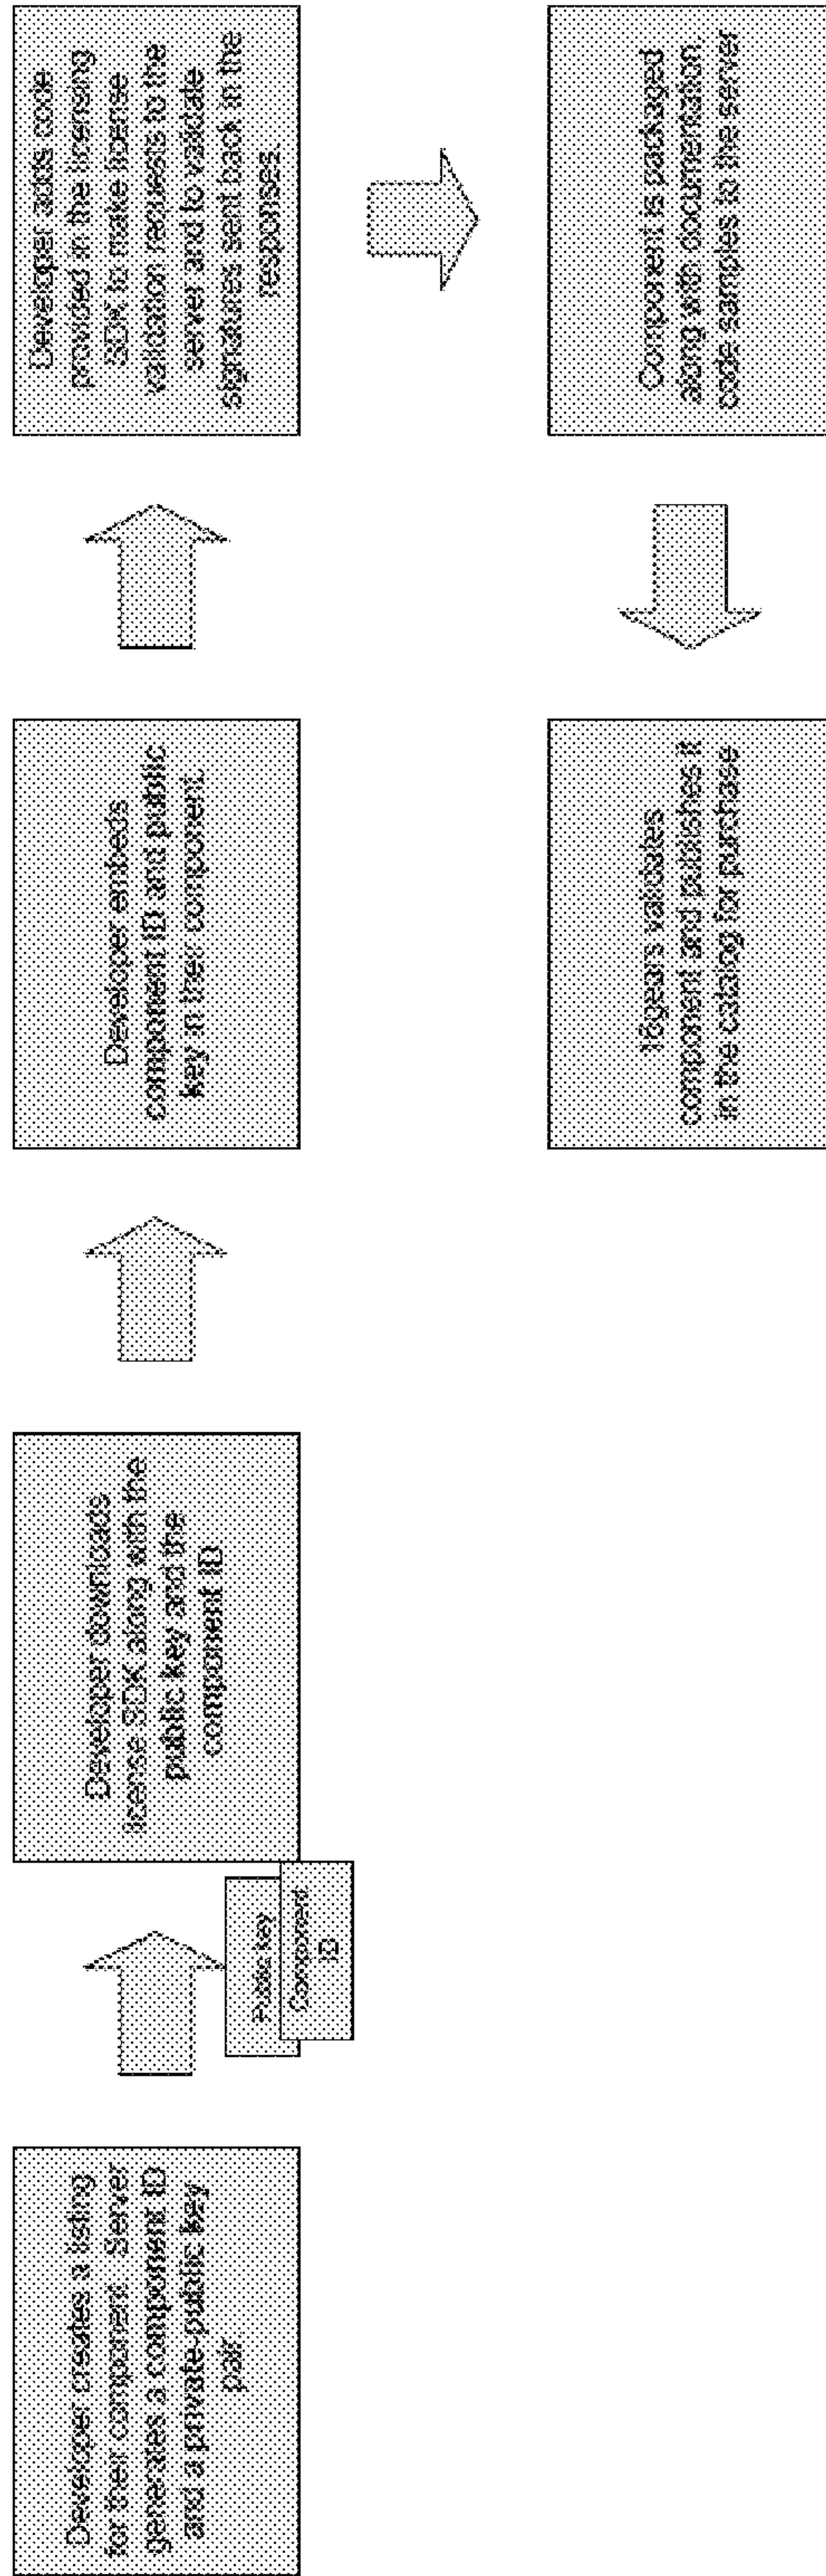 Developer creates a listing
for their component. Server
generates a component ID
and a private-public key
pair.
Public Key
Component
ID
Developer downloads
license SDK along with the
public key and the
component ID
Developer embeds
component ID and public
key in their component.
Developer adds code
provided in the licensing
SDK, to make license
validation requests to the
server and to validate
signatures sent back in the
responses.
Component is packaged
along with documentation,
code samples to the server
16gears validates
component and publishes it
in the catalog for purchase